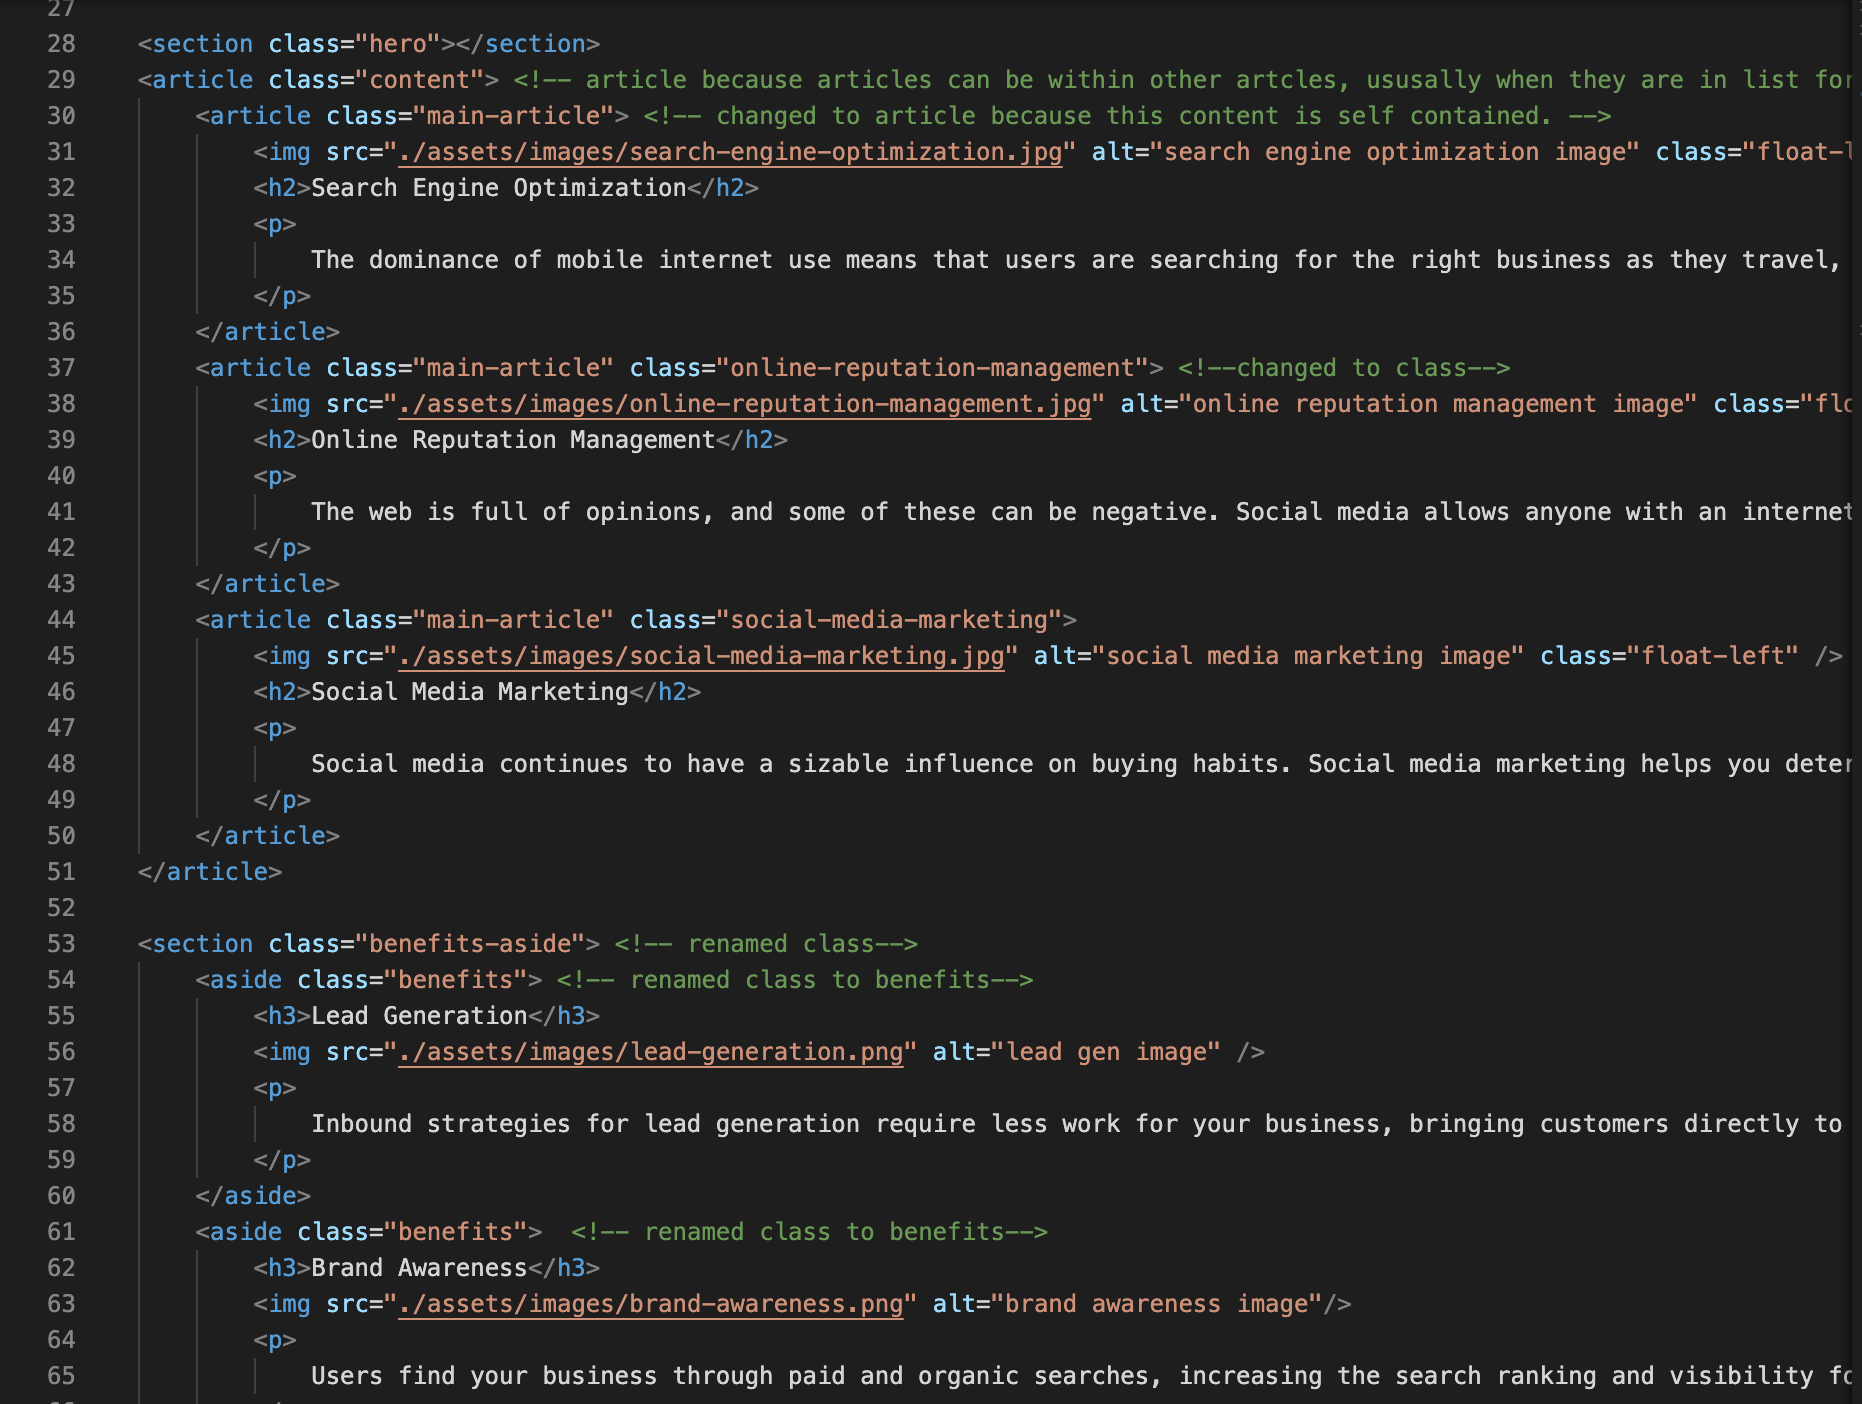 27
28 <section class="hero"></section>
29 <article class="content"> <!-- article because articles can be within other artcles, ususally when they are in list for
30 <article class="main-article"> <!-- changed to article because this content is self contained. -->
31 <img src="./assets/images/search-engine-optimization.jpg" alt="search engine optimization image" class="float-l
32 <h2>Search Engine Optimization</h2>
33 <p>
34 The dominance of mobile internet use means that users are searching for the right business as they travel,
35 </p>
36 </article>
37 <article class="main-article" class="online-reputation-management"> <!--changed to class-->
38 <img src="./assets/images/online-reputation-management.jpg" alt="online reputation management image" class="flo
39 <h2>Online Reputation Management</h2>
40 <p>
41 The web is full of opinions, and some of these can be negative. Social media allows anyone with an internet
42 </p>
43 </article>
44 <article class="main-article" class="social-media-marketing">
45 <img src="./assets/images/social-media-marketing.jpg" alt="social media marketing image" class="float-left" />
46 <h2>Social Media Marketing</h2>
47 <p>
48 Social media continues to have a sizable influence on buying habits. Social media marketing helps you deter
49 </p>
50 </article>
51 </article>
52
53 <section class="benefits-aside"> <!-- renamed class-->
54 <aside class="benefits"> <!-- renamed class to benefits-->
55 <h3>Lead Generation</h3>
56 <img src="./assets/images/lead-generation.png" alt="lead gen image" />
57 <p>
58 Inbound strategies for lead generation require less work for your business, bringing customers directly to
59 </p>
60 </aside>
61 <aside class="benefits">  <!-- renamed class to benefits-->
62 <h3>Brand Awareness</h3>
63 <img src="./assets/images/brand-awareness.png" alt="brand awareness image"/>
64 <p>
65 Users find your business through paid and organic searches, increasing the search ranking and visibility fo